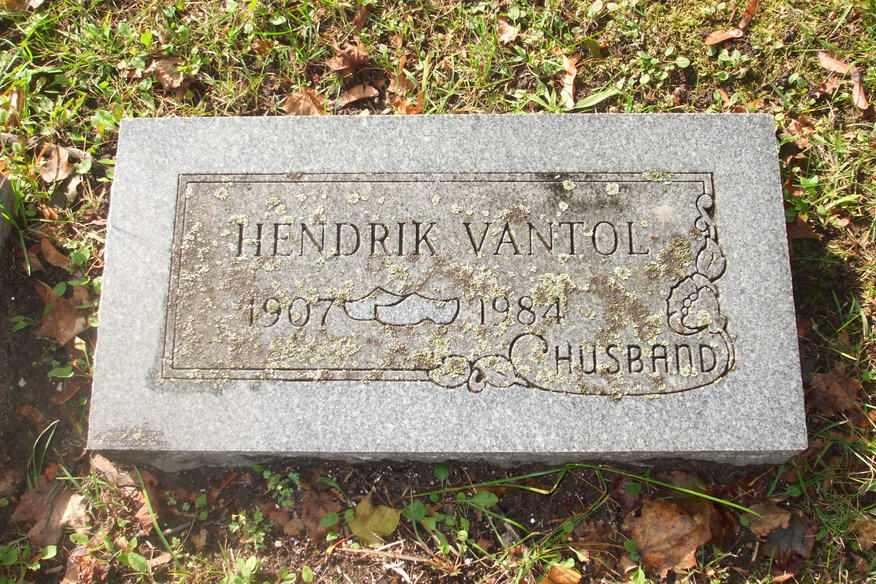 HENDRIK VANTOL
1907 1984
HUSBAND